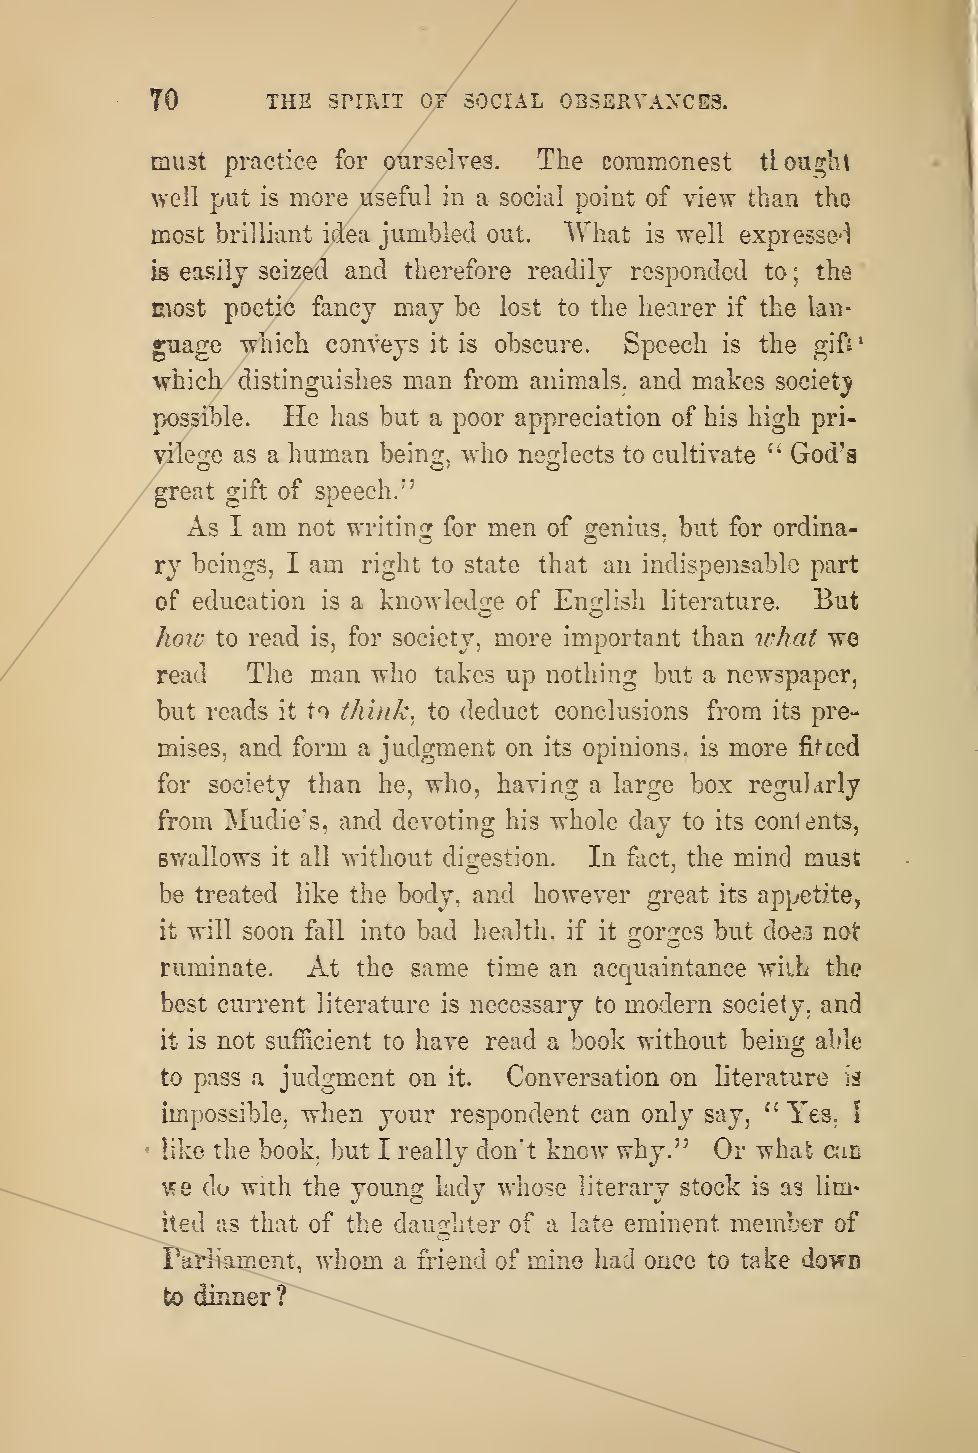 70 THE SPIRIT OF SOCIAL OBSERVANCES.
must practice for ourselves. The commonest thought
well put is more useful in a social point of view than the
most brilliant idea jumbled out. What is well expressed
is easily seized and therefore readily responded to; the
most poetic fancy may be lost to the hearer if the lan-
guage which conveys it is obscure. Speech is the gift
which distinguishes man from animals, and makes society
possible. He has but a poor appreciation of his high pri-
vilege as a human being, who neglects to cultivate “God's
great gift of speech.”
As I am not writing for men of genius, but for ordina-
ry beings, I am right to state that an indispensable part
of education is a knowledge of English literature. But
how to read is, for society, more important than what we
read The man who takes up nothing but a newspaper,
but reads it to think, to deduct conclusions from its pre-
mises, and form a judgment on its opinions, is more fitted
for society than he, who, having a large box regularly
from Mudie's, and devoting his whole day to its contents,
swallows it all without digestion. In fact, the mind must
be treated like the body, and however great its appetite,
it will soon fall into bad health, if it gorges but does not
ruminate. At the same time an acquaintance with the
best current literature is necessary to modern society, and
it is not sufficient to have read a book without being able
to pass a judgment on it. Conversation on literature is
impossible, when your respondent can only say, “Yes, I
like the book, but I really don't know why.” Or what can
we do with the young lady whose literary stock is as lim-
ited as that of the daughter of a late eminent member of
Parliament, whom a friend of mine had once to take down
to dinner?